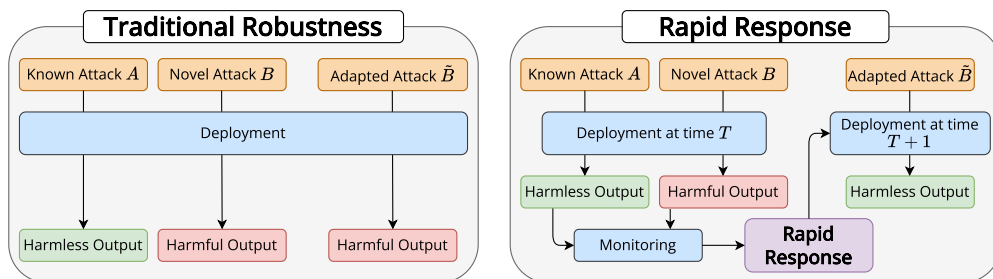 Traditional Robustness
Known Attack A
Novel Attack B
Adapted Attack B̃
Deployment
Harmless Output
Harmful Output
Harmful Output
Rapid Response
Known Attack A
Novel Attack B
Adapted Attack B̃
Deployment at time T
Deployment at time
T + 1
Harmless Output
Harmful Output
Harmless Output
Monitoring
Rapid
Response